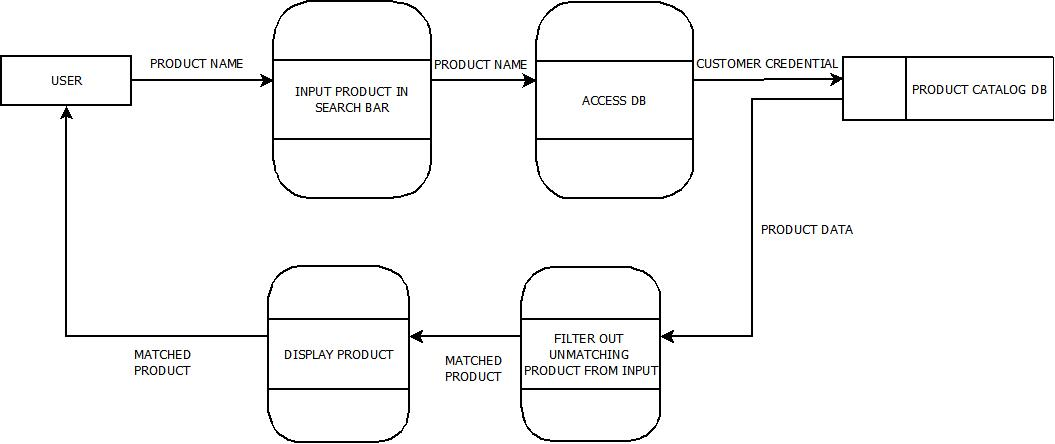 PRODUCT NAME
PRODUCT NAME
CUSTOMER CREDENTIAL
USER
INPUT PRODUCT IN
SEARCH BAR
ACCESS DB
PRODUCT CATALOG DB
PRODUCT DATA
MATCHED
PRODUCT
DISPLAY PRODUCT
MATCHED
PRODUCT
FILTER OUT
UNMATCHING
PRODUCT FROM INPUT